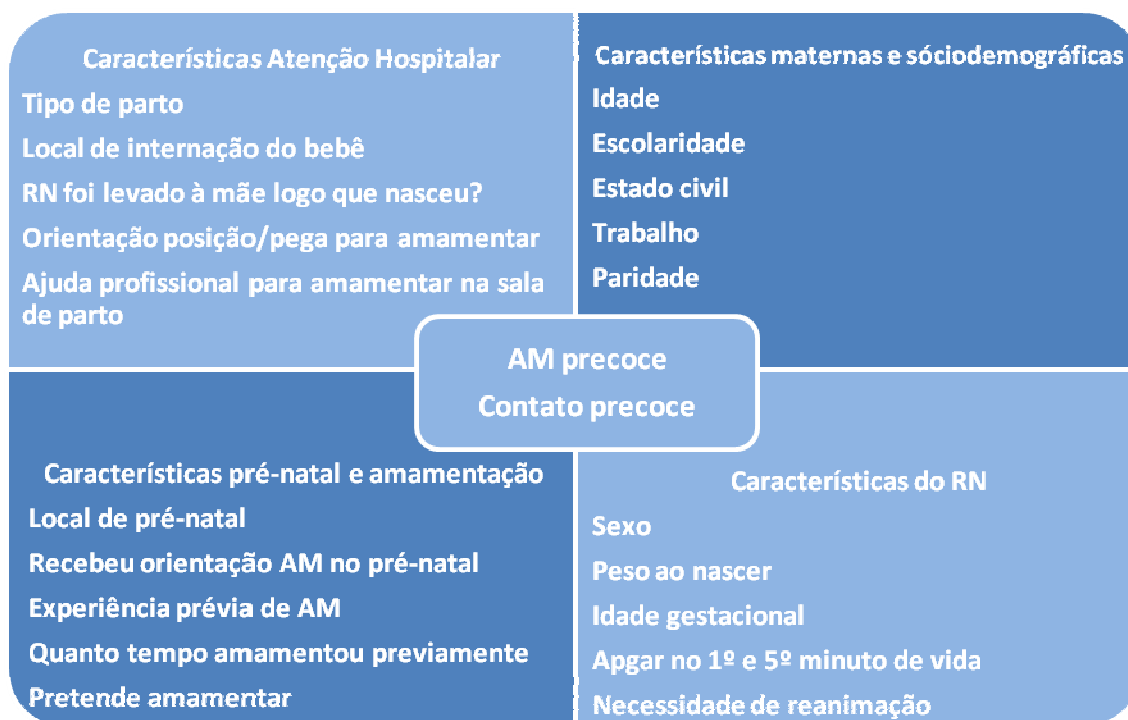 Características Atenção Hospitalar
Tipo de parto
Local de internação do bebê
RN foi levado à mãe logo que nasceu?
Orientação posição/pega para amamentar
Ajuda profissional para amamentar na sala
de parto
Características maternas e sóciodemográficas
Idade
Escolaridade
Estado civil
Trabalho
Paridade
AM precoce
Contato precoce
Características pré-natal e amamentação
Local de pré-natal
Recebeu orientação AM no pré-natal
Experiência prévia de AM
Quanto tempo amamentou previamente
Pretende amamentar
Características do RN
Sexo
Peso ao nascer
Idade gestacional
Apgar no 1º e 5º minuto de vida
Necessidade de reanimação